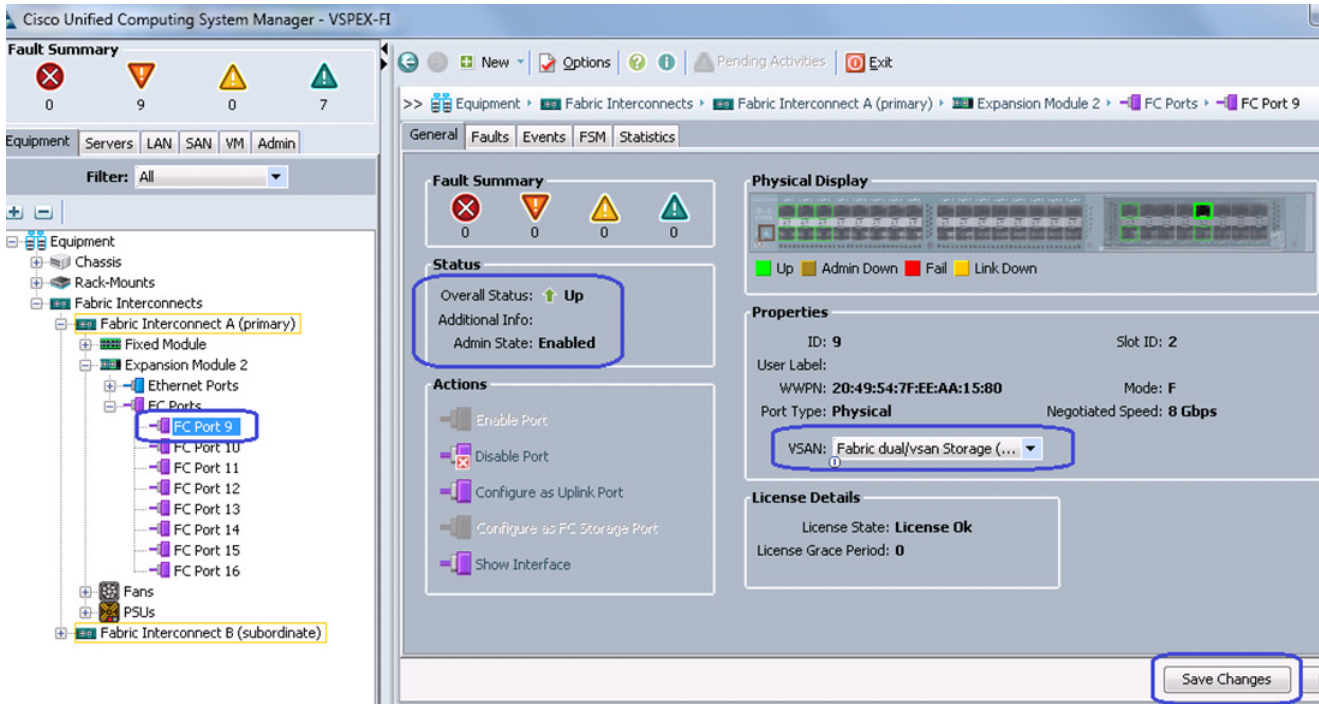 Cisco Unified Computing System Manager - VSPEX-FI
Fault Summary
0 9 0 7
New Options Pending Activities Exit
>> Equipment Fabric Interconnects Fabric Interconnect A (primary) Expansion Module 2 FC Ports FC Port 9
Equipment Servers LAN SAN VM Admin
Filter: All
Equipment
Chassis
Rack-Mounts
Fabric Interconnects
Fabric Interconnect A (primary)
Fixed Module
Expansion Module 2
Ethernet Ports
FC Ports
FC Port 9
FC Port 10
FC Port 11
FC Port 12
FC Port 13
FC Port 14
FC Port 15
FC Port 16
Fans
PSUs
Fabric Interconnect B (subordinate)
General Faults Events FSM Statistics
Fault Summary
0 0 0 0
Status
Overall Status: Up
Additional Info:
Admin State: Enabled
Actions
Enable Port
Disable Port
Configure as Uplink Port
Configure as FC Storage Port
Show Interface
Physical Display
Up Admin Down Fail Link Down
Properties
ID: 9 Slot ID: 2
User Label:
WWPN: 20:49:54:7F:EE:AA:15:80 Mode: F
Port Type: Physical Negotiated Speed: 8 Gbps
VSAN: Fabric dual/vsan Storage (...
License Details
License State: License Ok
License Grace Period: 0
Save Changes